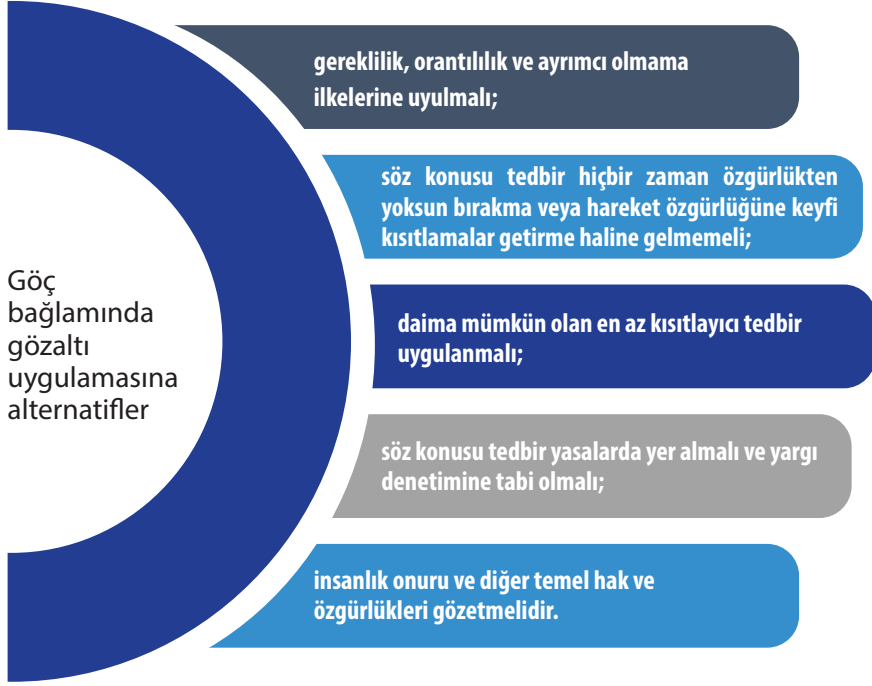 Göç
bağlamında
gözaltı
uygulamasına
alternatifler
gereklilik, orantılılık ve ayrımcı olmama
ilkelerine uyulmalı;
söz konusu tedbir hiçbir zaman özgürlükten
yoksun bırakma veya hareket özgürlüğüne keyfi
kısıtlamalar getirme haline gelmemeli;
daima mümkün olan en az kısıtlayıcı tedbir
uygulanmalı;
söz konusu tedbir yasalarda yer almalı ve yargı
denetimine tabi olmalı;
insanlık onuru ve diğer temel hak ve
özgürlükleri gözetmelidir.